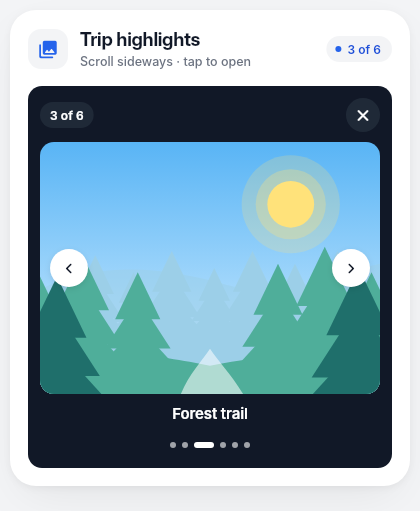 Trip highlights
Scroll sideways · tap to open
3 of 6
3 of 6
Forest trail